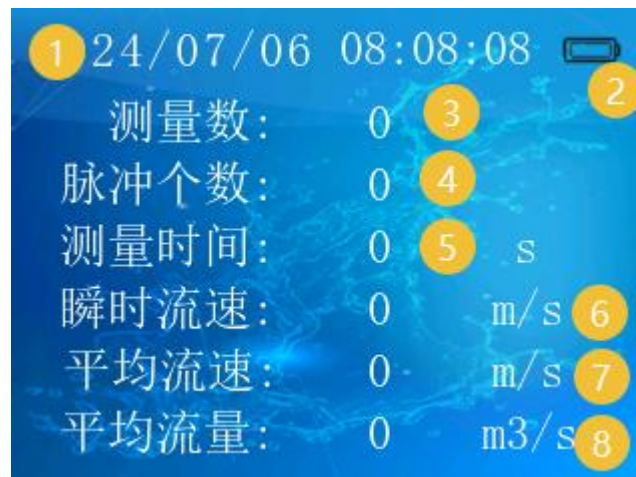 1 24/07/06 08:08:08
2
测量数: 0 3
脉冲个数: 0 4
测量时间: 0 5 s
瞬时流速: 0 m/s 6
平均流速: 0 m/s 7
平均流量: 0 m3/s 8